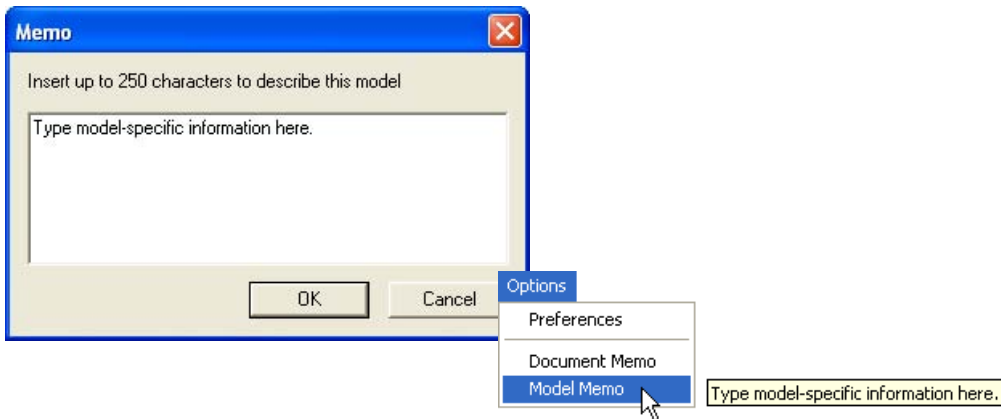 Memo
Insert up to 250 characters to describe this model
Type model-specific information here.
OK
Cancel
Options
Preferences
Document Memo
Model Memo
Type model-specific information here.